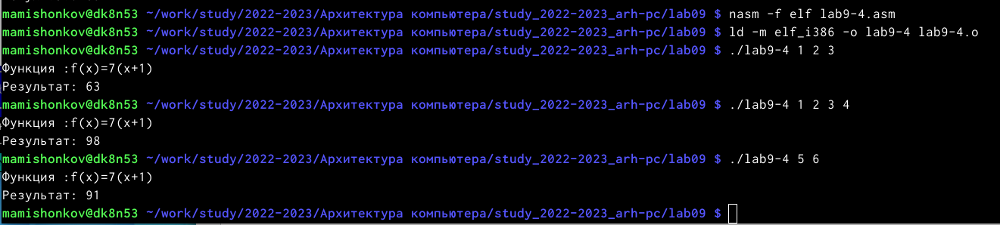 mamishonkov@dk8n53 ~/work/study/2022-2023/Архитектура компьютера/study_2022-2023_arh-pc/lab09 $ nasm -f elf lab9-4.asm
mamishonkov@dk8n53 ~/work/study/2022-2023/Архитектура компьютера/study_2022-2023_arh-pc/lab09 $ ld -m elf_i386 -o lab9-4 lab9-4.o
mamishonkov@dk8n53 ~/work/study/2022-2023/Архитектура компьютера/study_2022-2023_arh-pc/lab09 $ ./lab9-4 1 2 3
Функция :f(x)=7(x+1)
Результат: 63
mamishonkov@dk8n53 ~/work/study/2022-2023/Архитектура компьютера/study_2022-2023_arh-pc/lab09 $ ./lab9-4 1 2 3 4
Функция :f(x)=7(x+1)
Результат: 98
mamishonkov@dk8n53 ~/work/study/2022-2023/Архитектура компьютера/study_2022-2023_arh-pc/lab09 $ ./lab9-4 5 6
Функция :f(x)=7(x+1)
Результат: 91
mamishonkov@dk8n53 ~/work/study/2022-2023/Архитектура компьютера/study_2022-2023_arh-pc/lab09 $